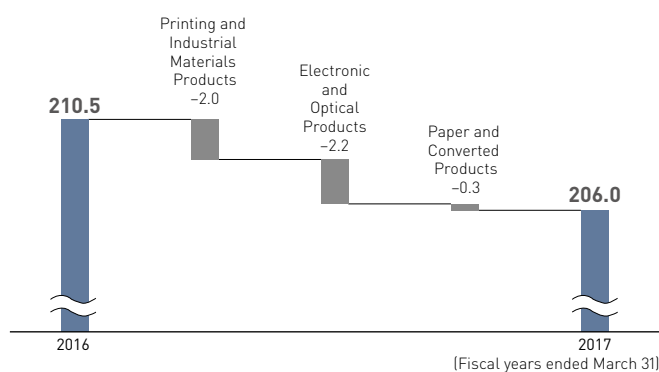 Printing and
Industrial
Materials
Products
−2.0
210.5
Electronic
and
Optical
Products
−2.2
Paper and
Converted
Products
−0.3
206.0
2016
2017
(Fiscal years ended March 31)